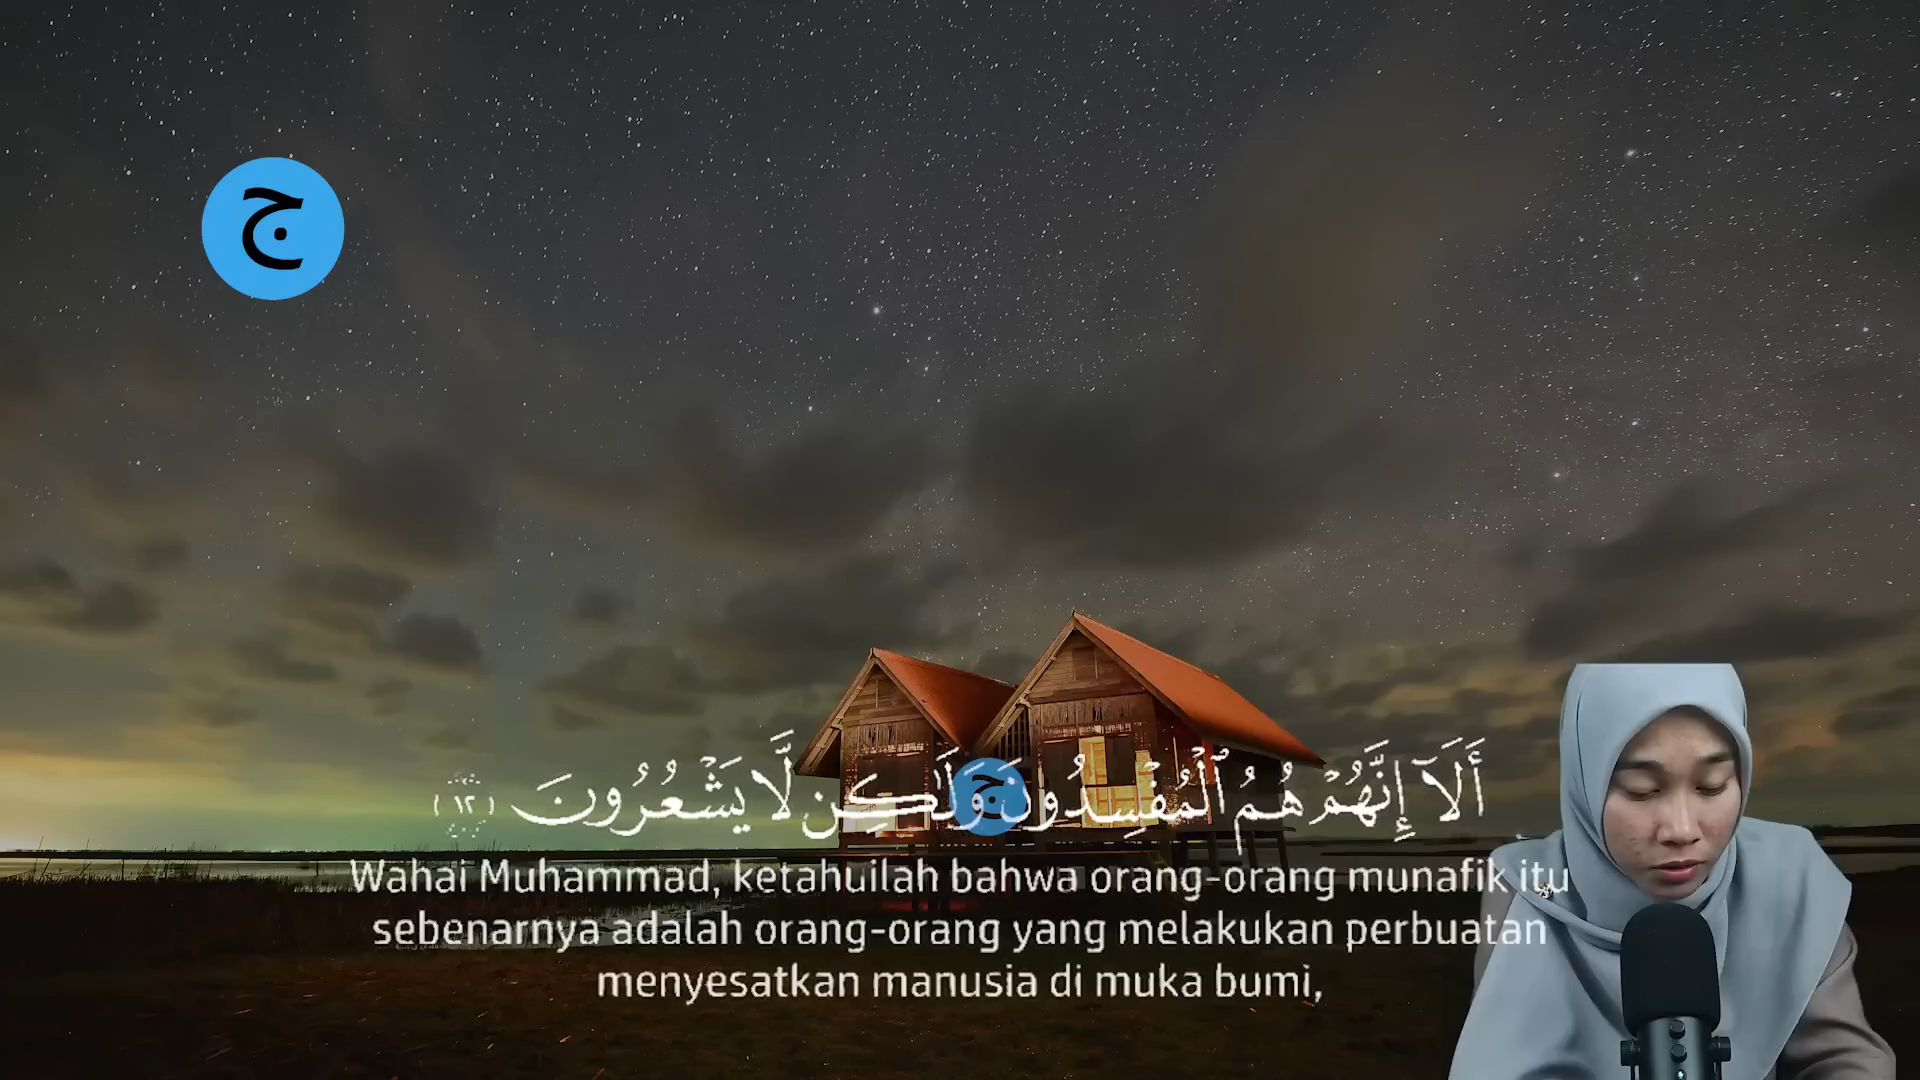 ج
أَلَآ إِنَّهُمْ هُمُ ٱلْمُفْسِدُونَ ج وَلَٰكِن لَّا يَشْعُرُونَ ﴿١٢﴾
Wahai Muhammad, ketahuilah bahwa orang-orang munafik itu
sebenarnya adalah orang-orang yang melakukan perbuatan
menyesatkan manusia di muka bumi,